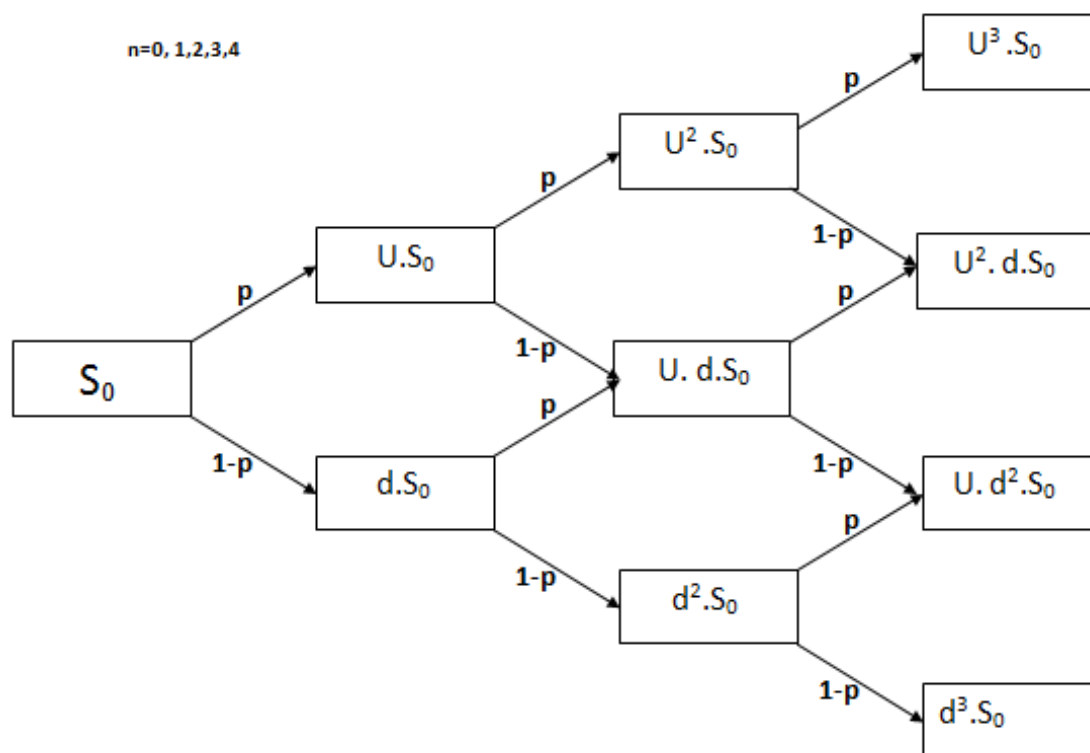 n=0, 1,2,3,4
U³ .S₀
p
U² .S₀
p
1-p
U.S₀
U². d.S₀
p
p
1-p
S₀
U. d.S₀
p
1-p
1-p
d.S₀
U. d².S₀
p
1-p
d².S₀
1-p
d³.S₀